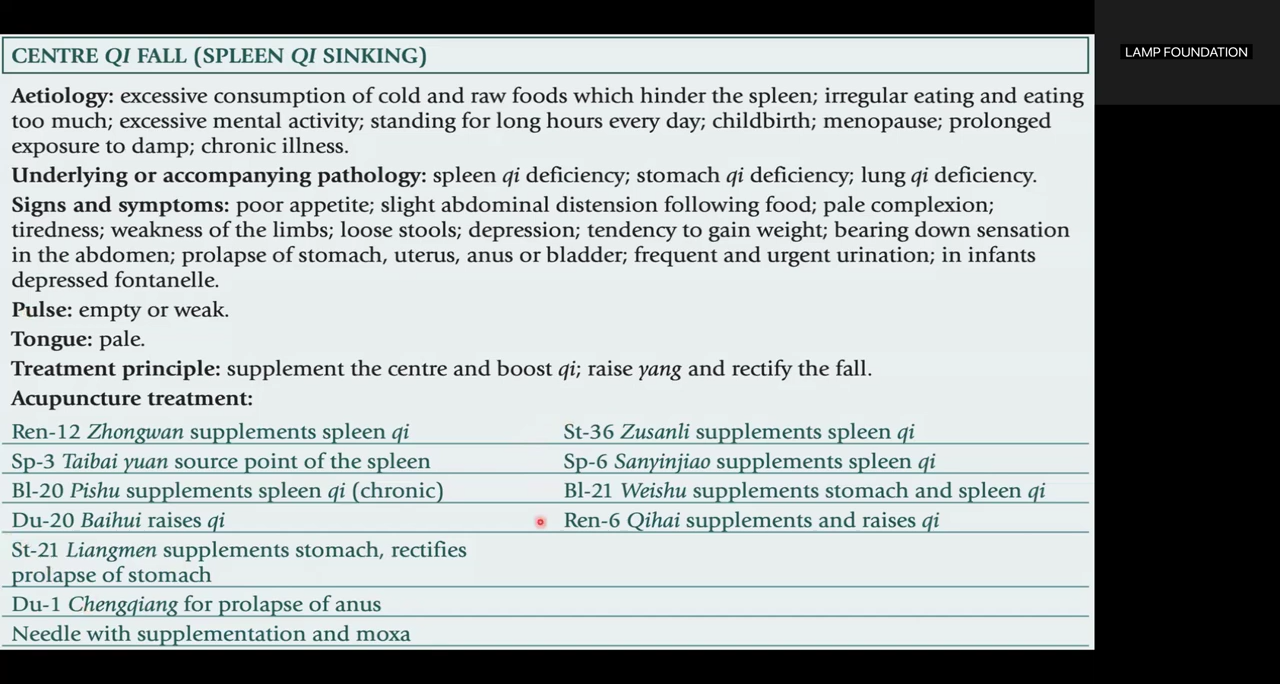 CENTRE QI FALL (SPLEEN QI SINKING)
LAMP FOUNDATION
Aetiology: excessive consumption of cold and raw foods which hinder the spleen; irregular eating and eating
too much; excessive mental activity; standing for long hours every day; childbirth; menopause; prolonged
exposure to damp; chronic illness.
Underlying or accompanying pathology: spleen qi deficiency; stomach qi deficiency; lung qi deficiency.
Signs and symptoms: poor appetite; slight abdominal distension following food; pale complexion;
tiredness; weakness of the limbs; loose stools; depression; tendency to gain weight; bearing down sensation
in the abdomen; prolapse of stomach, uterus, anus or bladder; frequent and urgent urination; in infants
depressed fontanelle.
Pulse: empty or weak.
Tongue: pale.
Treatment principle: supplement the centre and boost qi; raise yang and rectify the fall.
Acupuncture treatment:
Ren-12 Zhongwan supplements spleen qi
St-36 Zusanli supplements spleen qi
Sp-3 Taibai yuan source point of the spleen
Sp-6 Sanyinjiao supplements spleen qi
Bl-20 Pishu supplements spleen qi (chronic)
Bl-21 Weishu supplements stomach and spleen qi
Du-20 Baihui raises qi
Ren-6 Qihai supplements and raises qi
St-21 Liangmen supplements stomach, rectifies
prolapse of stomach
Du-1 Chengqiang for prolapse of anus
Needle with supplementation and moxa